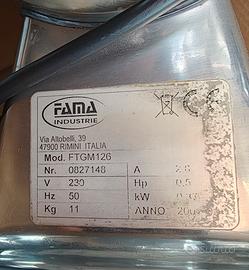 FAMA
INDUSTRIE
Via Altobelli, 39
47900 RIMINI ITALIA
Mod. FTGM126
Nr. 0827148 A
V 230 Hp 0,5
Hz 50 kW
Kg 11 ANNO